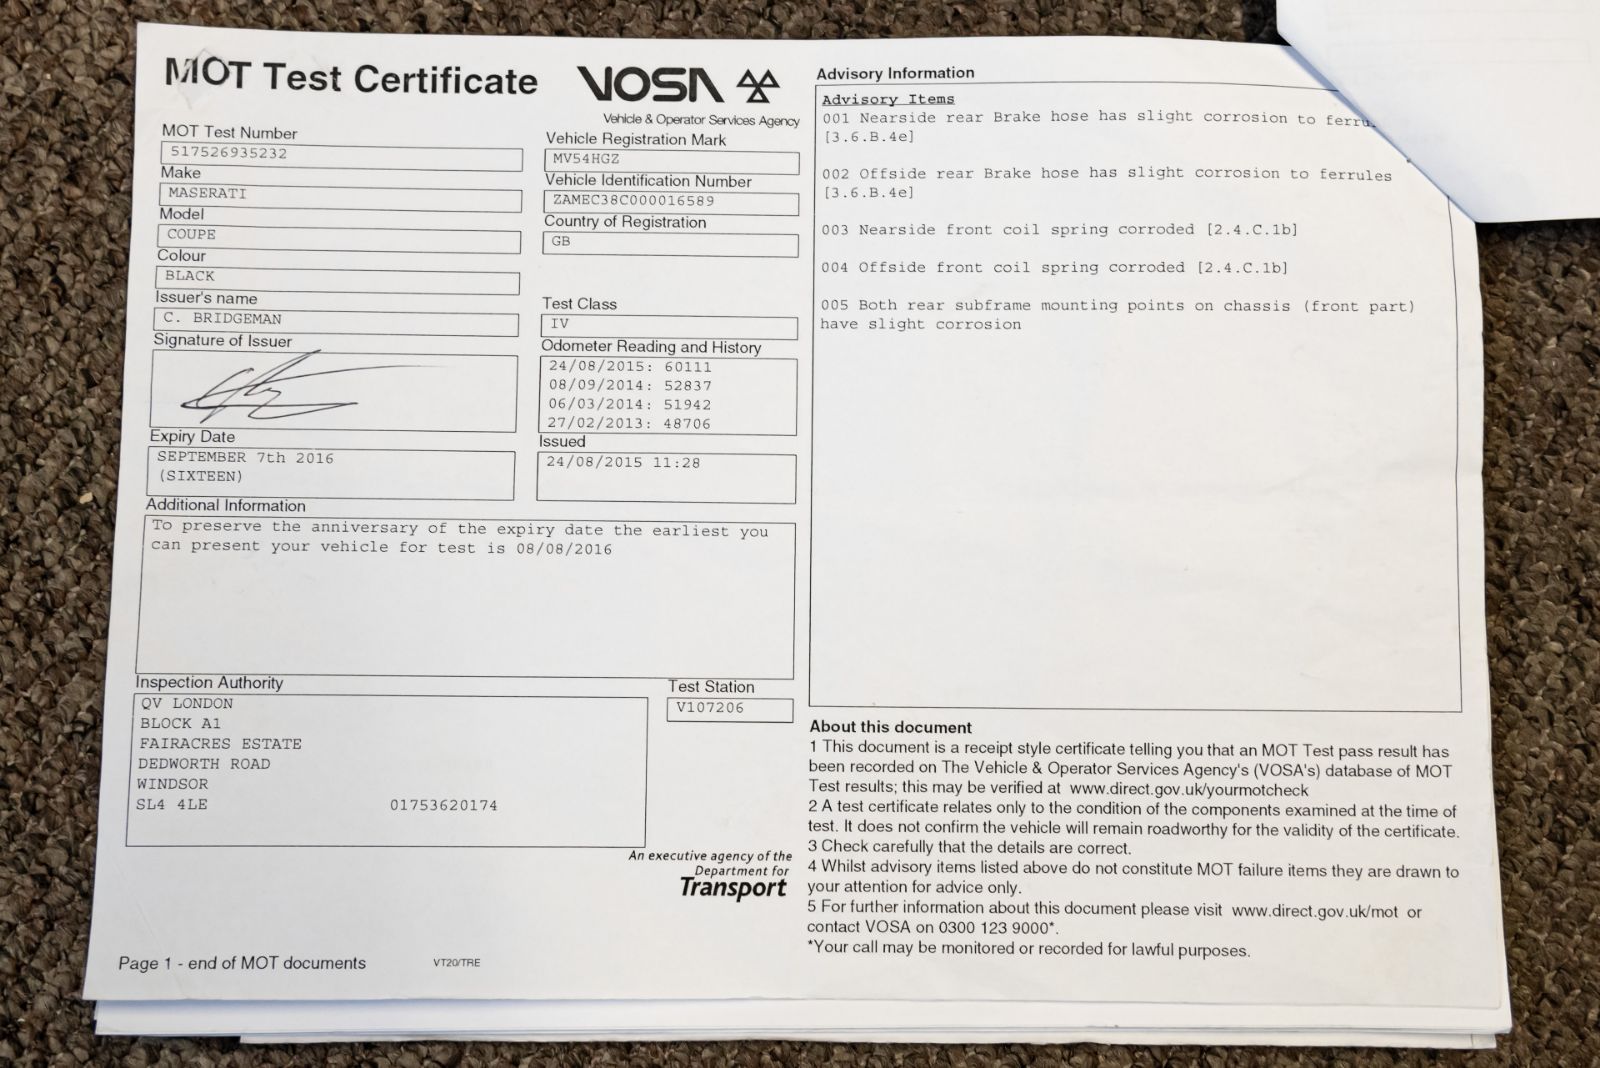 MOT Test Certificate
VOSA
Vehicle & Operator Services Agency
MOT Test Number
517526935232
Make
MASERATI
Model
COUPE
Colour
BLACK
Issuer's name
C. BRIDGEMAN
Signature of Issuer
Expiry Date
SEPTEMBER 7th 2016
(SIXTEEN)
Vehicle Registration Mark
MV54HGZ
Vehicle Identification Number
ZAMEC38C000016589
Country of Registration
GB
Test Class
IV
Odometer Reading and History
24/08/2015: 60111
08/09/2014: 52837
06/03/2014: 51942
27/02/2013: 48706
Issued
24/08/2015 11:28
Additional Information
To preserve the anniversary of the expiry date the earliest you
can present your vehicle for test is 08/08/2016
Inspection Authority
QV LONDON
BLOCK A1
FAIRACRES ESTATE
DEDWORTH ROAD
WINDSOR
SL4 4LE 01753620174
Test Station
V107206
An executive agency of the
Department for
Transport
Page 1 - end of MOT documents
VT20/TRE
Advisory Information
Advisory Items
001 Nearside rear Brake hose has slight corrosion to
[3.6.B.4e]
002 Offside rear Brake hose has slight corrosion to ferrules
[3.6.B.4e]
003 Nearside front coil spring corroded [2.4.C.1b]
004 Offside front coil spring corroded [2.4.C.1b]
005 Both rear subframe mounting points on chassis (front part)
have slight corrosion
About this document
1 This document is a receipt style certificate telling you that an MOT Test pass result has
been recorded on The Vehicle & Operator Services Agency's (VOSA's) database of MOT
Test results; this may be verified at www.direct.gov.uk/yourmotcheck
2 A test certificate relates only to the condition of the components examined at the time of
test. It does not confirm the vehicle will remain roadworthy for the validity of the certificate.
3 Check carefully that the details are correct.
4 Whilst advisory items listed above do not constitute MOT failure items they are drawn to
your attention for advice only.
5 For further information about this document please visit www.direct.gov.uk/mot or
contact VOSA on 0300 123 9000*.
*Your call may be monitored or recorded for lawful purposes.